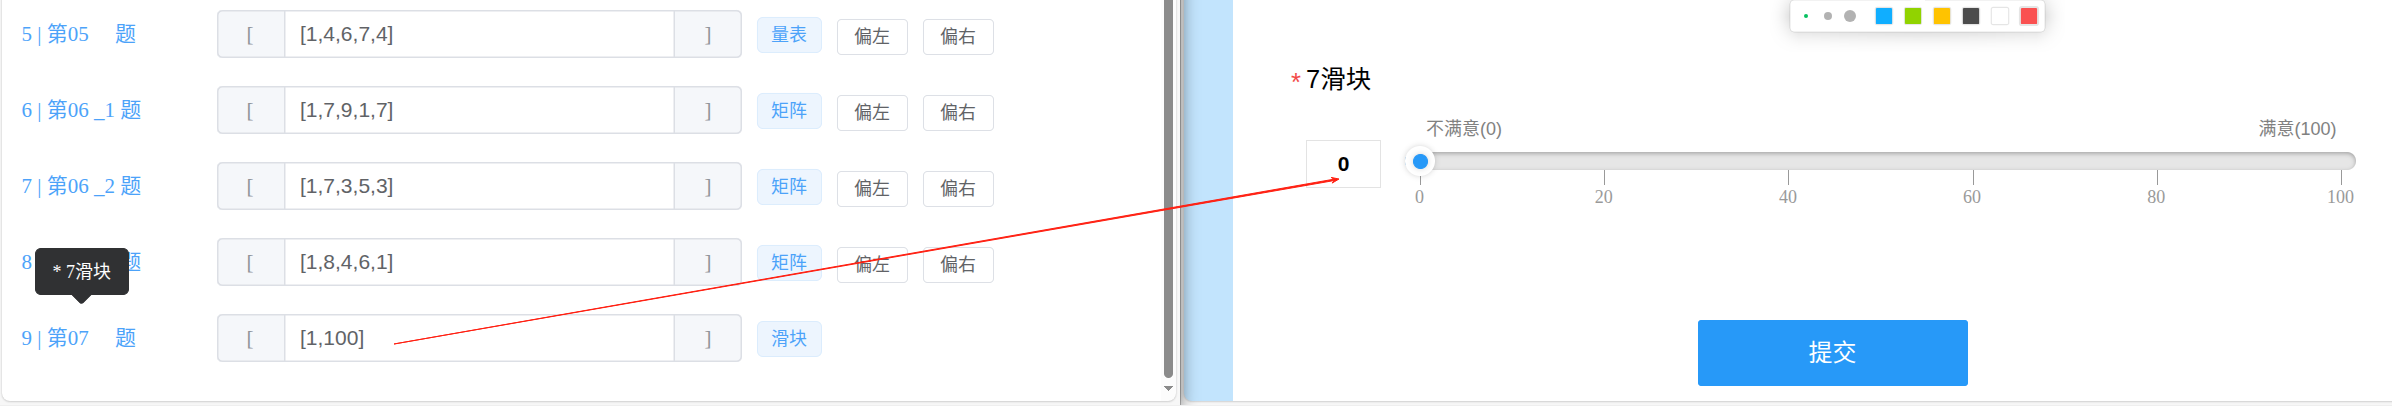 5 | 第05 题 [ [1,4,6,7,4] ] 量表 偏左 偏右
6 | 第06 _1 题 [ [1,7,9,1,7] ] 矩阵 偏左 偏右
7 | 第06 _2 题 [ [1,7,3,5,3] ] 矩阵 偏左 偏右
8 题 [ [1,8,4,6,1] ] 矩阵 偏左 偏右
* 7滑块
9 | 第07 题 [ [1,100] ] 滑块
* 7滑块
不满意(0) 满意(100)
0
0 20 40 60 80 100
提交